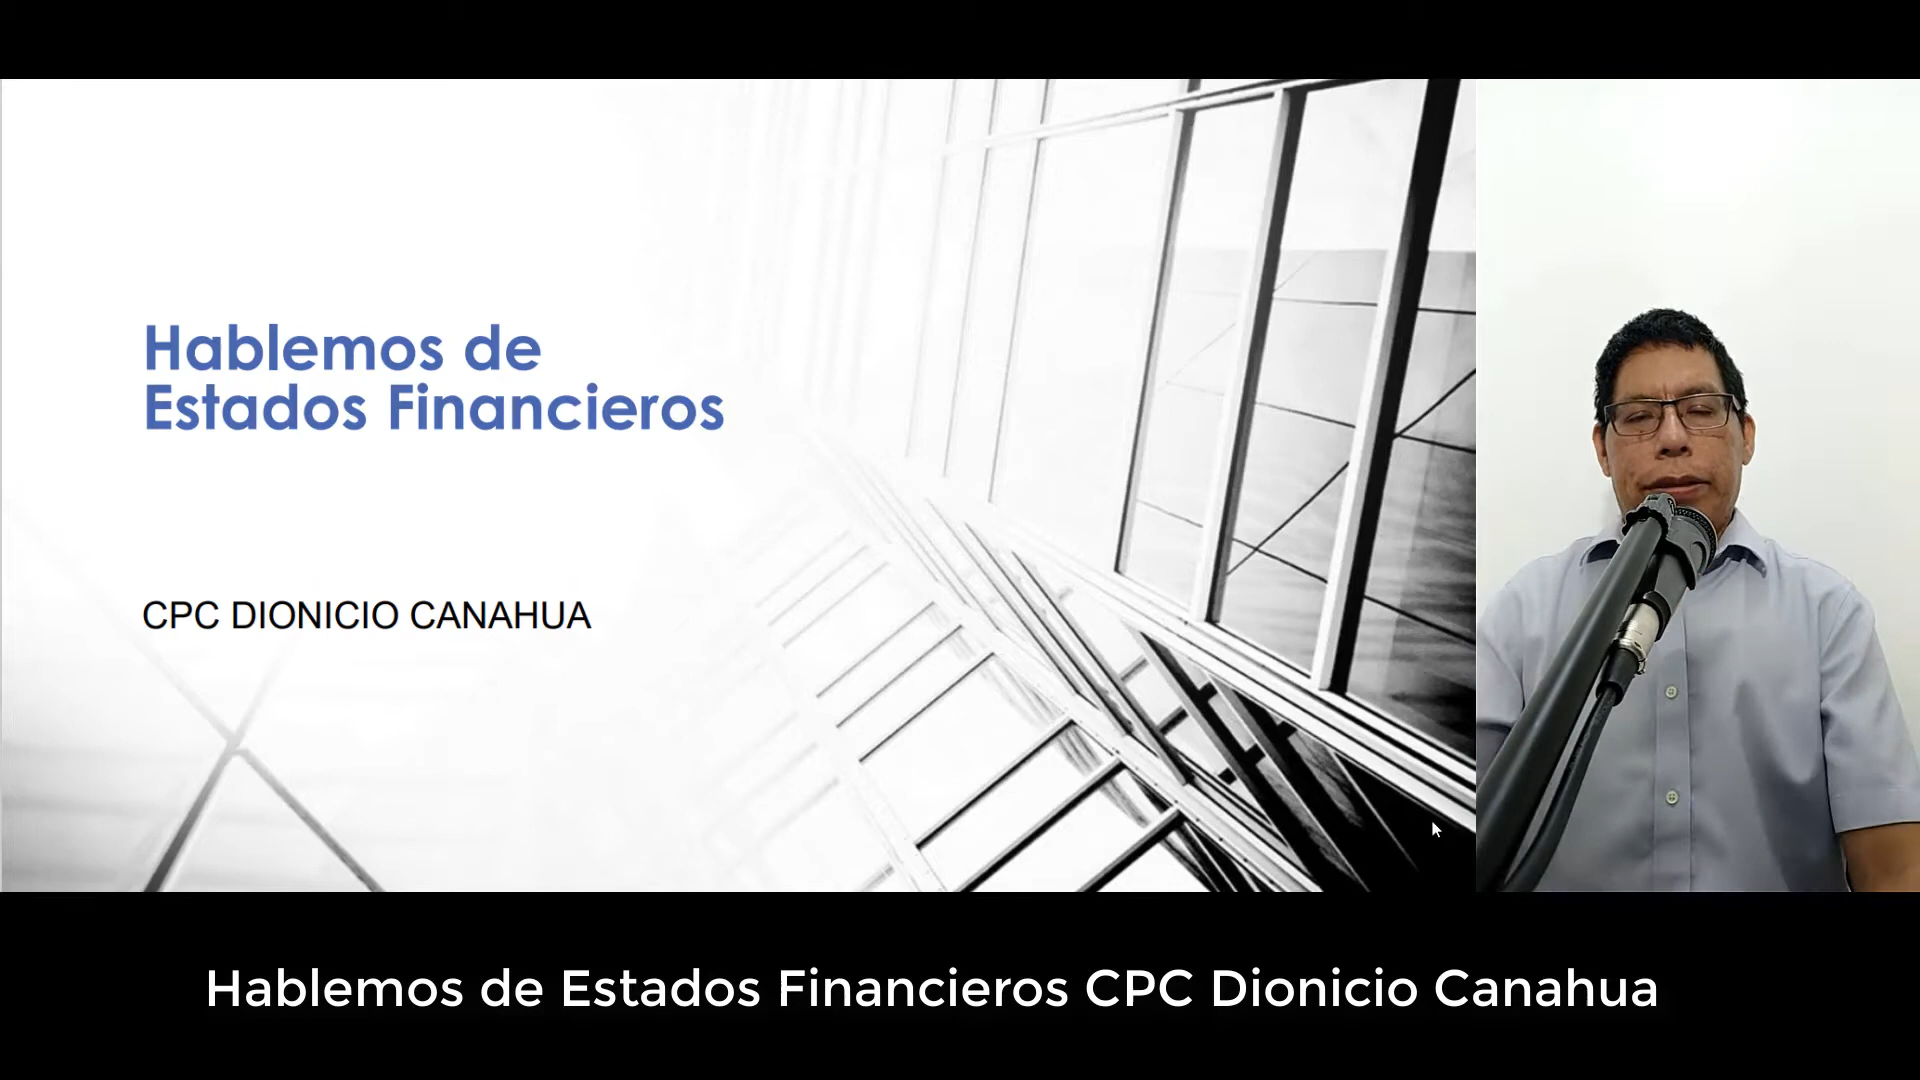 Hablemos de
Estados Financieros
CPC DIONICIO CANAHUA
Hablemos de Estados Financieros CPC Dionicio Canahua